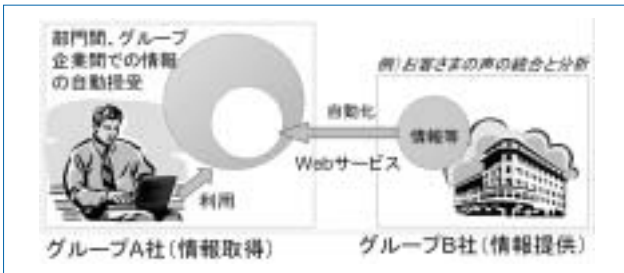 部門間、グループ
企業間での情報
の自動授受
例)お客さまの声の統合と分析
自動化
情報等
Webサービス
利用
グループA社(情報取得)
グループB社(情報提供)